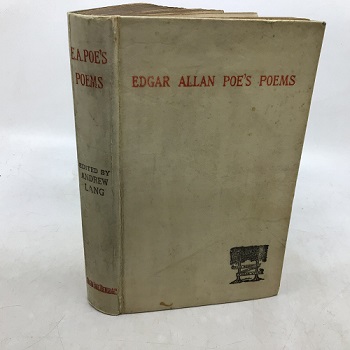 E.A.POE'S
POEMS
EDITED BY
ANDREW
LANG
EDGAR ALLAN POE'S POEMS